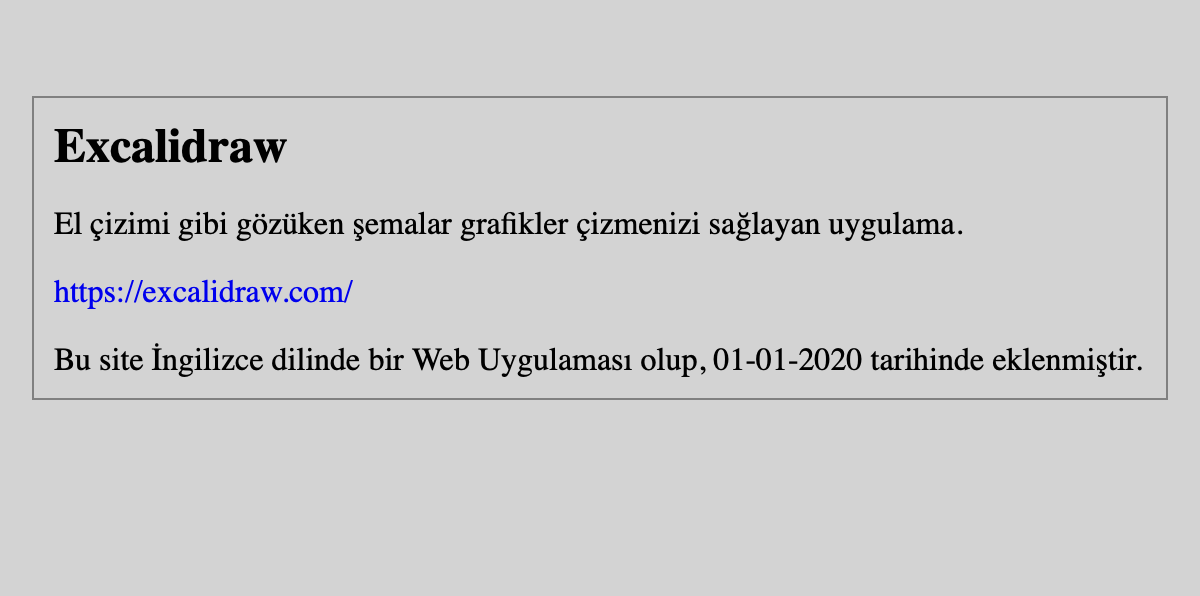 Excalidraw
El çizimi gibi gözüken şemalar grafikler çizmenizi sağlayan uygulama.
https://excalidraw.com/
Bu site İngilizce dilinde bir Web Uygulaması olup, 01-01-2020 tarihinde eklenmiştir.